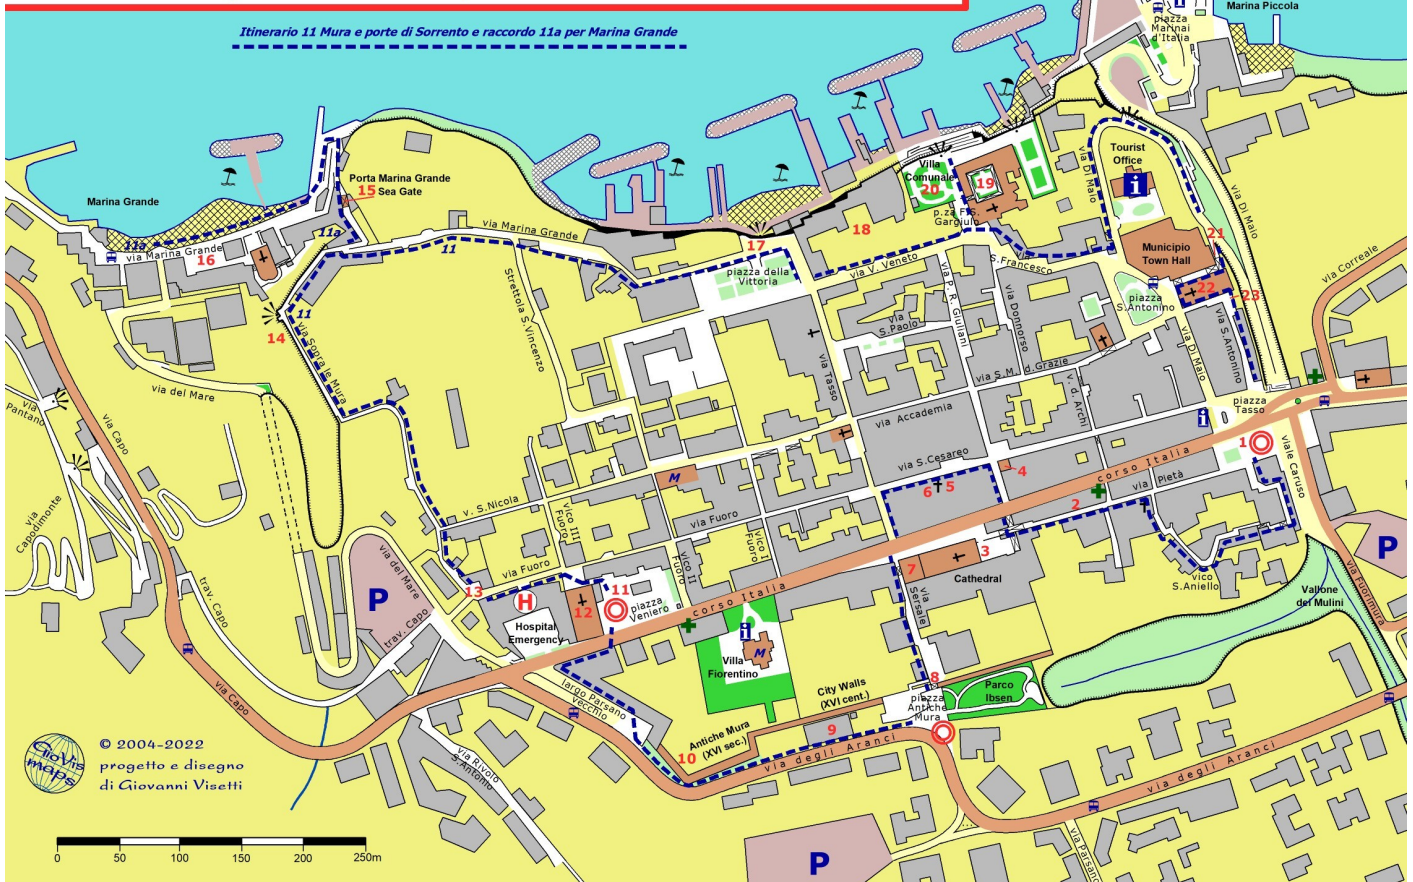 Itinerario 11 Mura e porte di Sorrento e raccordo 11a per Marina Grande
Marina Piccola
piazza
Marinai
d'Italia
Marina Grande
Porta Marina Grande
15 Sea Gate
11a
11a
via Marina Grande
16
via Marina Grande
11
11
14
via Sopra le Mura
Strettola S.Vincenzo
17
piazza della
Vittoria
18
Villa
Comunale
20
19
p.za F.S.
Gargiulo
via V. Veneto
via
S.Francesco
via Di Maio
Tourist
Office
i
via Di Maio
Municipio
Town Hall
21
22
23
piazza
S.Antonino
via Correale
via S.Antonino
via Di Maio
via
S.Paolo
via P. R. Giuliani
via Donnorso
via S. M. d.Grazie
v. d. Archi
via Tasso
via Accademia
via S.Cesareo
piazza
Tasso
i
1
viale Caruso
corso Italia
via Pietà
2
3
4
5
6
7
Cathedral
via
Sersale
vico
S.Aniello
Vallone
dei Mulini
via Fuorimura
P
via del Mare
via
Pantano
via Capo
via
Capodimonte
trav. Capo
via del Mare
P
trav. Capo
via Capo
v. S.Nicola
M
via Fuoro
via Fuoro
vico III
Fuoro
vico II
Fuoro
vico I
Fuoro
13
H
Hospital
Emergency
12
11
piazza
Veniero
corso Italia
i
M
Villa
Fiorentino
largo Parsano
vecchio
City Walls
(XVI cent.)
Antiche Mura
(XVI sec.)
10
9
8
piazza
Antiche
Mura
Parco
Ibsen
via degli Aranci
via degli Aranci
via Parsano
via Rivolo
S.Antonio
P
GioVis
maps
© 2004-2022
progetto e disegno
di Giovanni Visetti
0 50 100 150 200 250m